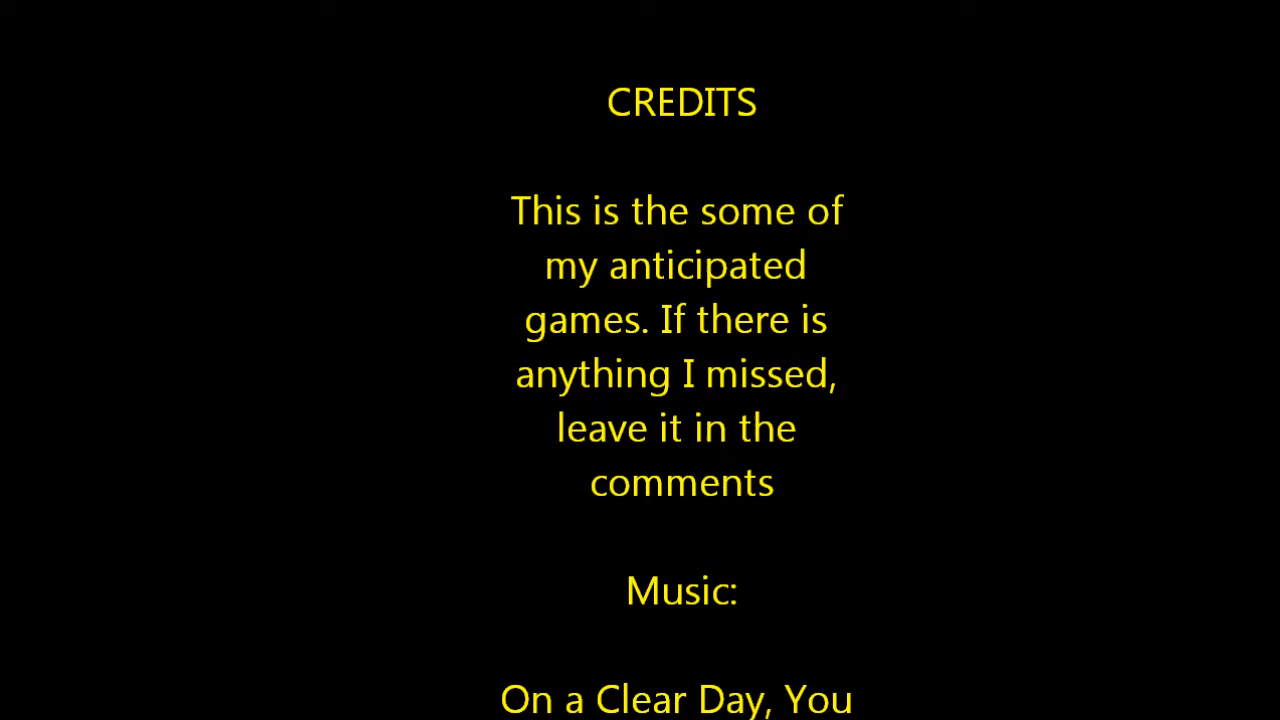 CREDITS
This is the some of
my anticipated
games. If there is
anything I missed,
leave it in the
comments
Music:
On a Clear Day, You